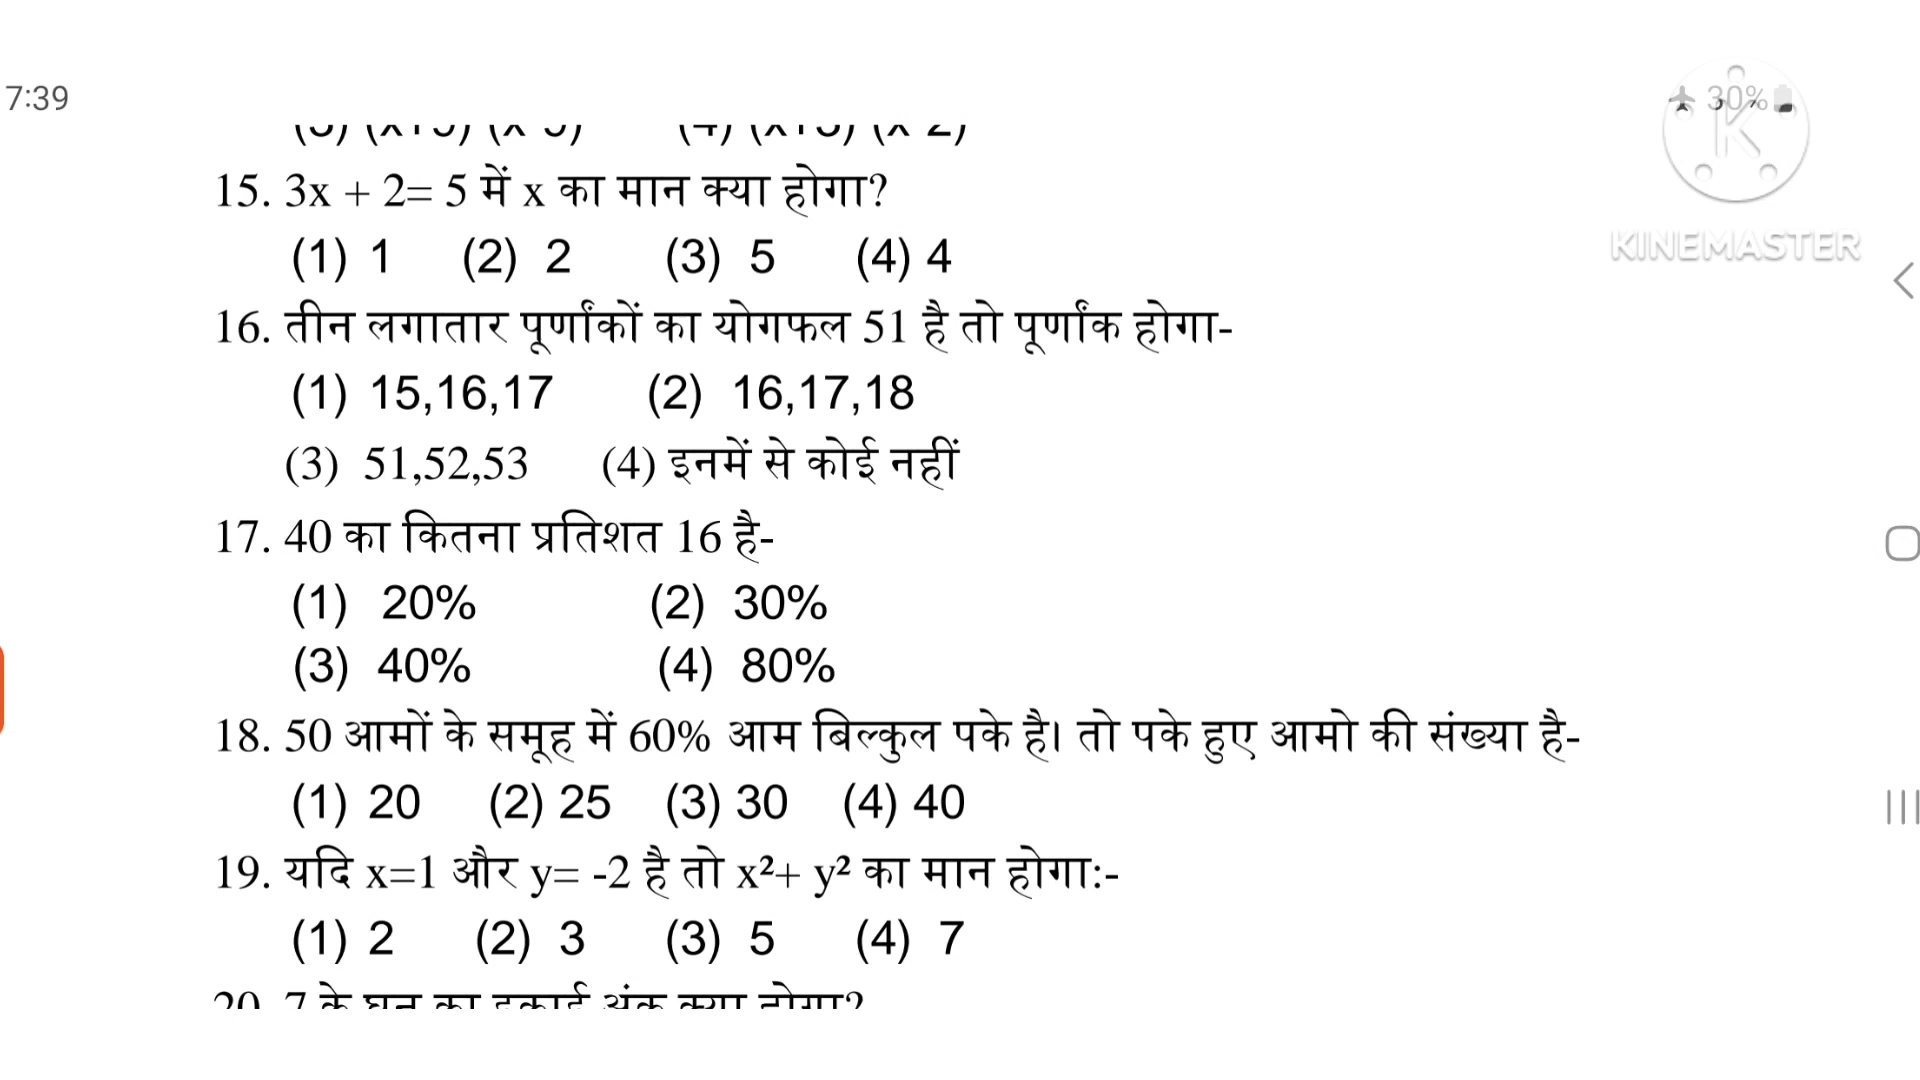 7:39
30%
KINEMASTER
15. 3x + 2= 5 में x का मान क्या होगा?
(1) 1 (2) 2 (3) 5 (4) 4
16. तीन लगातार पूर्णांकों का योगफल 51 है तो पूर्णांक होगा-
(1) 15,16,17 (2) 16,17,18
(3) 51,52,53 (4) इनमें से कोई नहीं
17. 40 का कितना प्रतिशत 16 है-
(1) 20% (2) 30%
(3) 40% (4) 80%
18. 50 आमों के समूह में 60% आम बिल्कुल पके है। तो पके हुए आमो की संख्या है-
(1) 20 (2) 25 (3) 30 (4) 40
19. यदि x=1 और y= -2 है तो x²+ y² का मान होगा:-
(1) 2 (2) 3 (3) 5 (4) 7
20. 7 के घन का इकाई अंक क्या होगा?